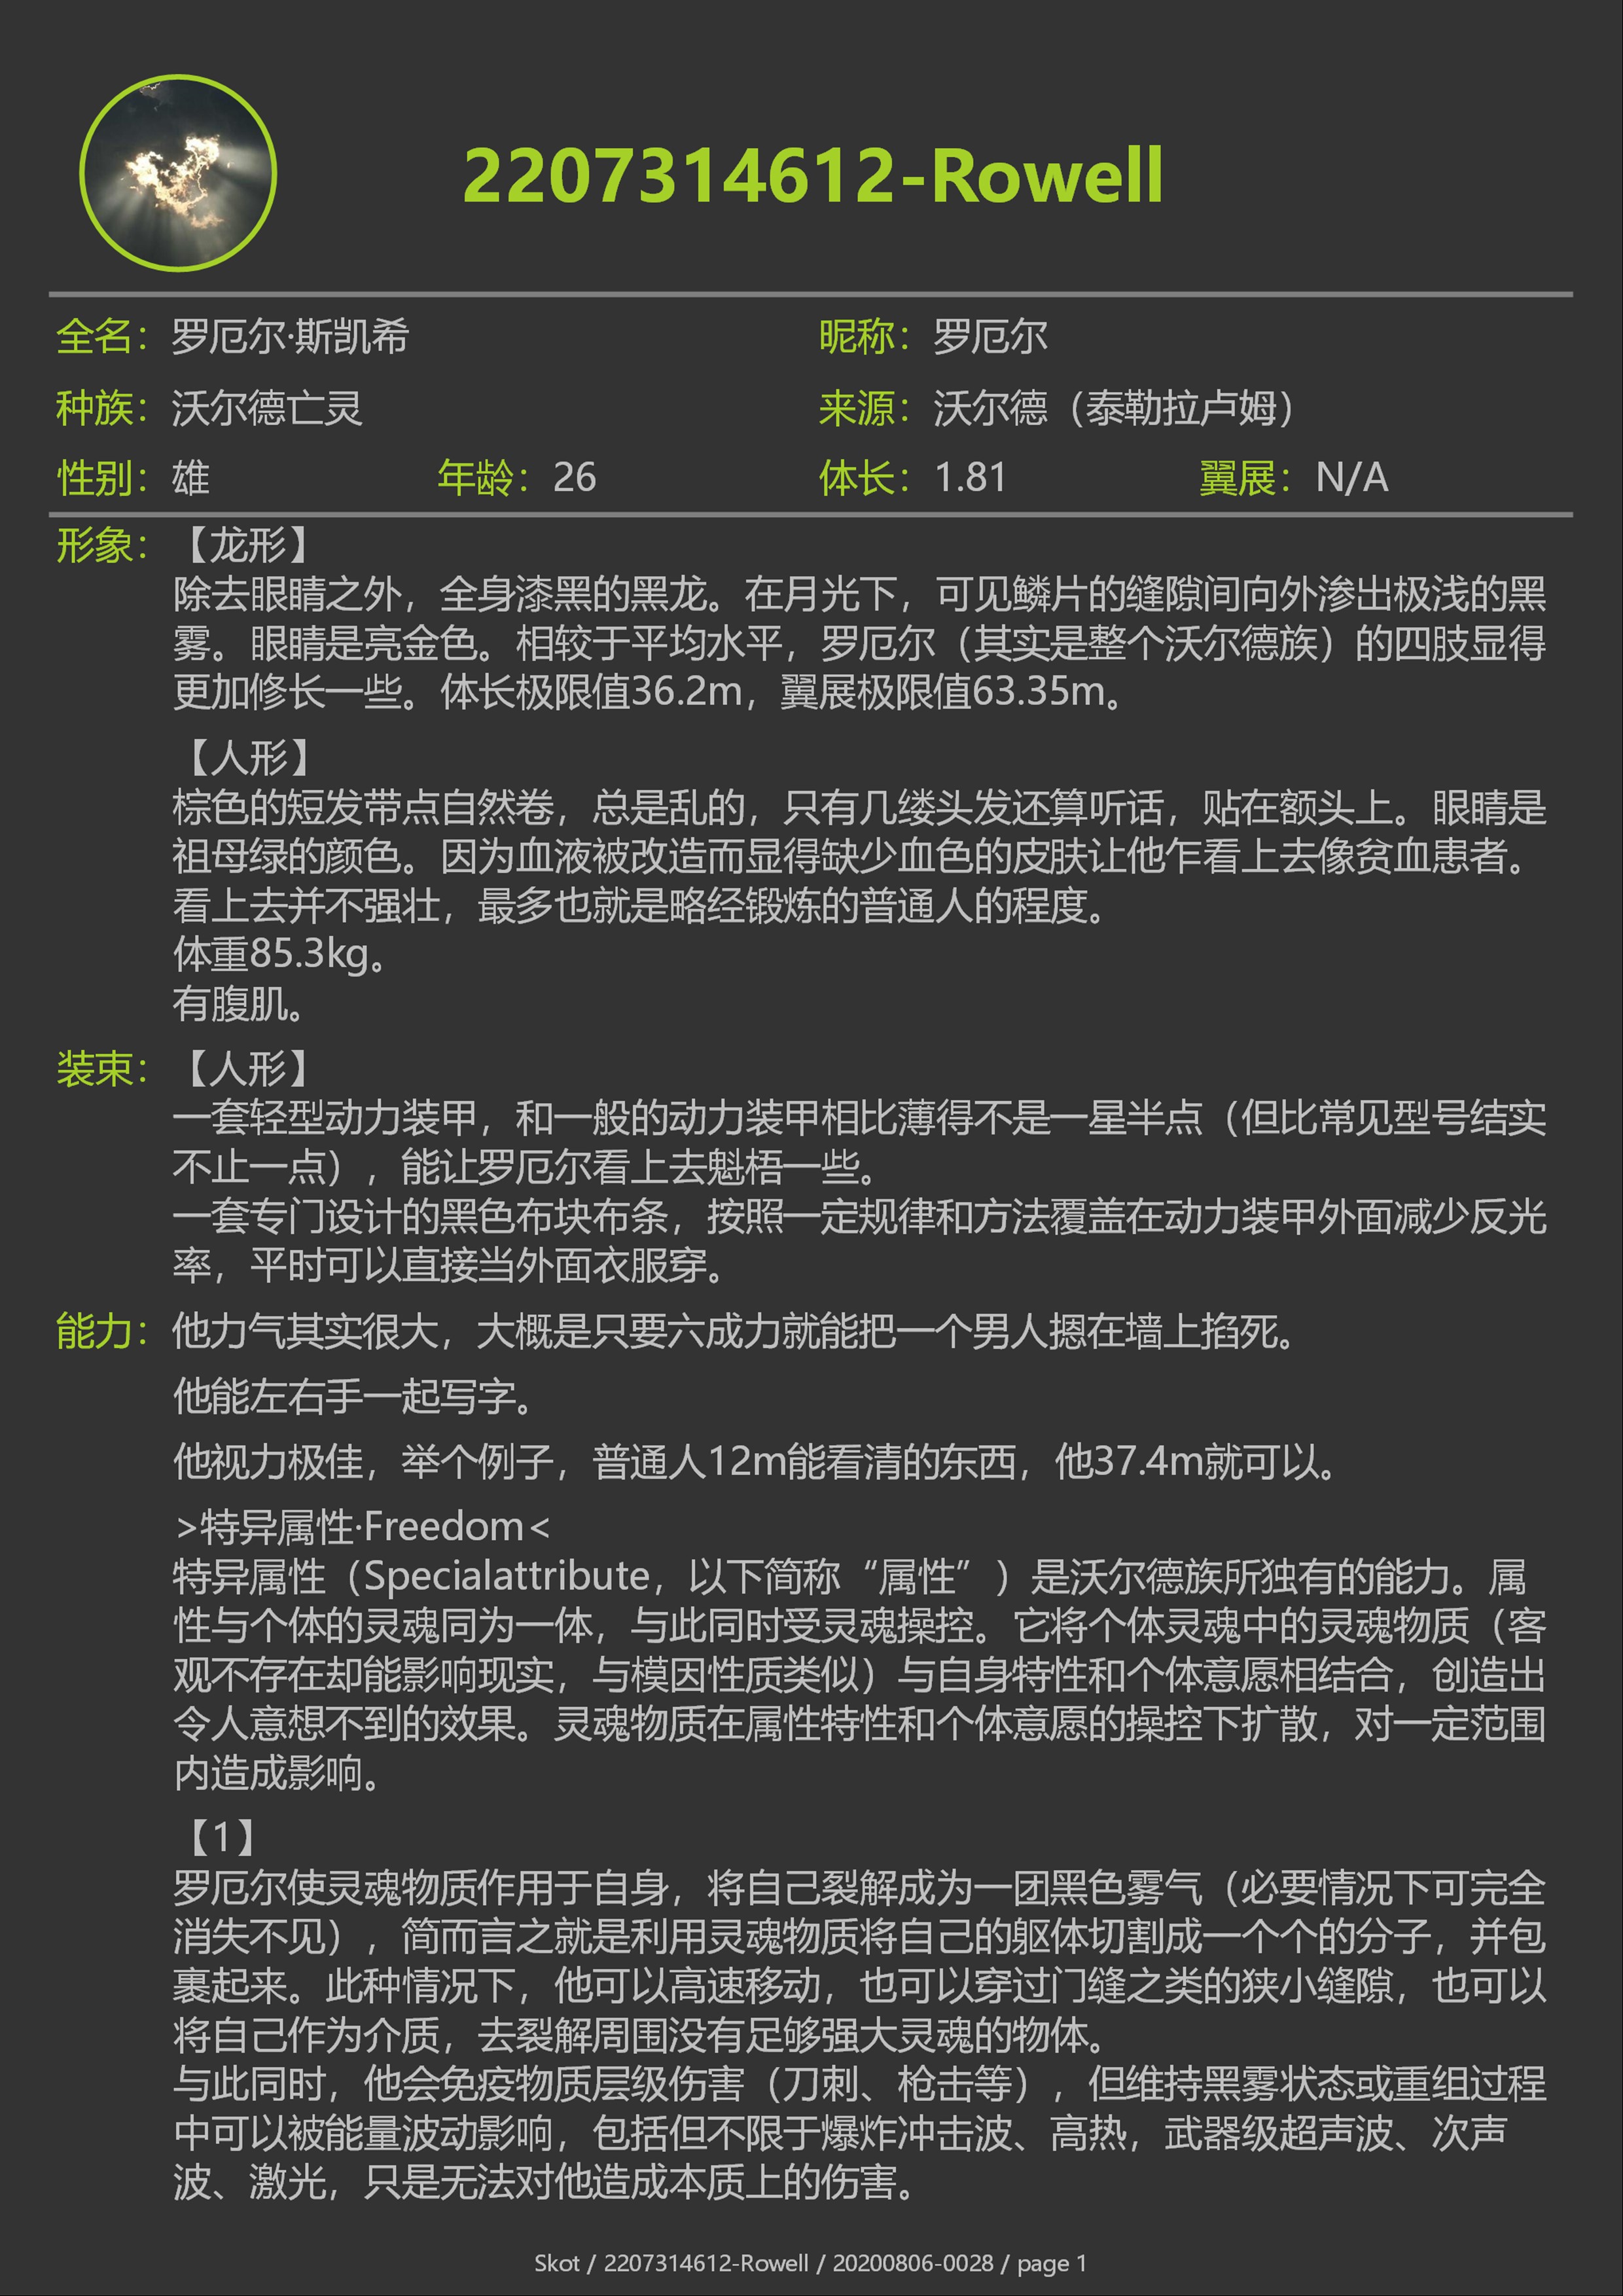 2207314612-Rowell
全名：罗厄尔·斯凯希 昵称：罗厄尔
种族：沃尔德亡灵 来源：沃尔德（泰勒拉卢姆）
性别：雄 年龄：26 体长：1.81 翼展：N/A
形象：【龙形】
除去眼睛之外，全身漆黑的黑龙。在月光下，可见鳞片的缝隙间向外渗出极浅的黑
雾。眼睛是亮金色。相较于平均水平，罗厄尔（其实是整个沃尔德族）的四肢显得
更加修长一些。体长极限值36.2m，翼展极限值63.35m。
【人形】
棕色的短发带点自然卷，总是乱的，只有几缕头发还算听话，贴在额头上。眼睛是
祖母绿的颜色。因为血液被改造而显得缺少血色的皮肤让他乍看上去像贫血患者。
看上去并不强壮，最多也就是略经锻炼的普通人的程度。
体重85.3kg。
有腹肌。
装束：【人形】
一套轻型动力装甲，和一般的动力装甲相比薄得不是一星半点（但比常见型号结实
不止一点），能让罗厄尔看上去魁梧一些。
一套专门设计的黑色布块布条，按照一定规律和方法覆盖在动力装甲外面减少反光
率，平时可以直接当外面衣服穿。
能力：他力气其实很大，大概是只要六成力就能把一个男人摁在墙上掐死。
他能左右手一起写字。
他视力极佳，举个例子，普通人12m能看清的东西，他37.4m就可以。
>特异属性·Freedom<
特异属性（Specialattribute，以下简称“属性”）是沃尔德族所独有的能力。属
性与个体的灵魂同为一体，与此同时受灵魂操控。它将个体灵魂中的灵魂物质（客
观不存在却能影响现实，与模因性质类似）与自身特性和个体意愿相结合，创造出
令人意想不到的效果。灵魂物质在属性特性和个体意愿的操控下扩散，对一定范围
内造成影响。
【1】
罗厄尔使灵魂物质作用于自身，将自己裂解成为一团黑色雾气（必要情况下可完全
消失不见），简而言之就是利用灵魂物质将自己的躯体切割成一个个的分子，并包
裹起来。此种情况下，他可以高速移动，也可以穿过门缝之类的狭小缝隙，也可以
将自己作为介质，去裂解周围没有足够强大灵魂的物体。
与此同时，他会免疫物质层级伤害（刀刺、枪击等），但维持黑雾状态或重组过程
中可以被能量波动影响，包括但不限于爆炸冲击波、高热，武器级超声波、次声
波、激光，只是无法对他造成本质上的伤害。
Skot / 2207314612-Rowell / 20200806-0028 / page 1